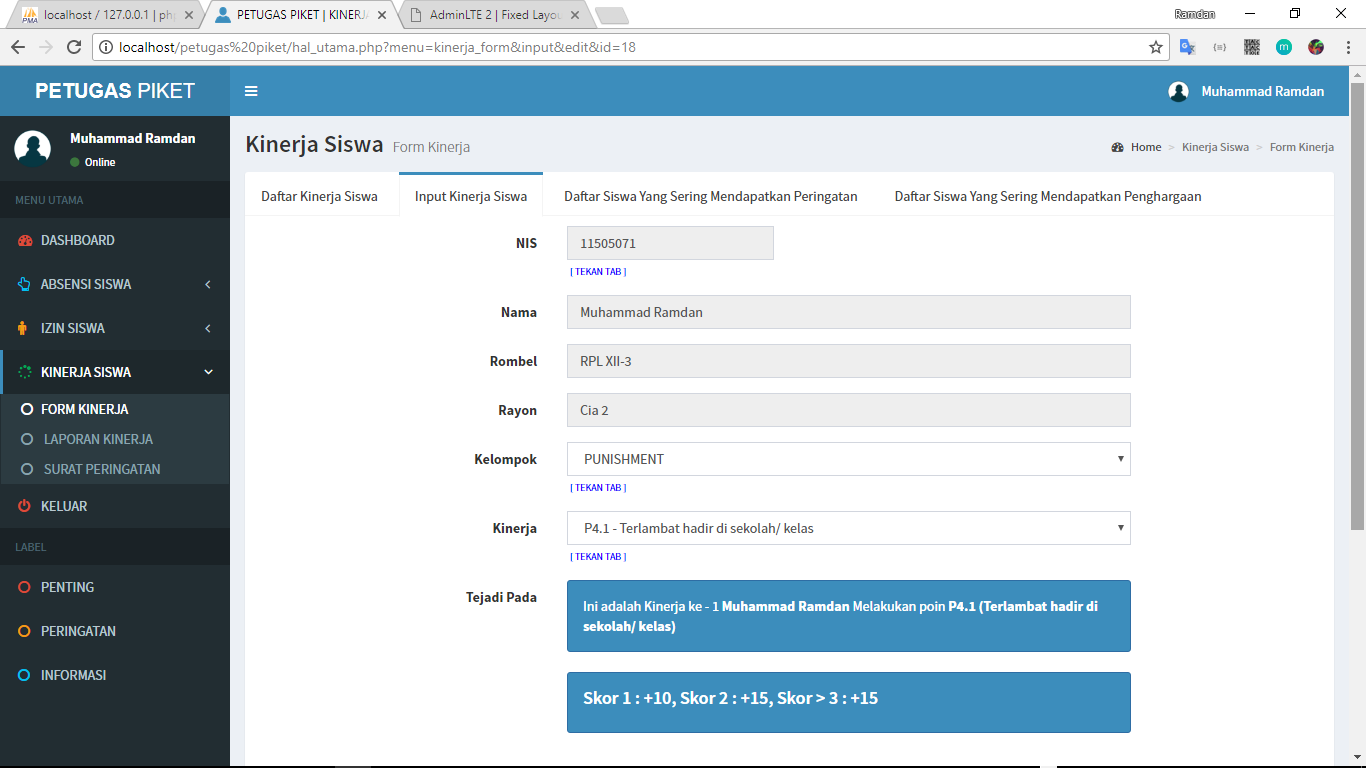 localhost / 127.0.0.1 | ph
PETUGAS PIKET | KINERJ
AdminLTE 2 | Fixed Layou
Ramdan
localhost/petugas%20piket/hal_utama.php?menu=kinerja_form&input&edit&id=18
PETUGAS PIKET
Muhammad Ramdan
Muhammad Ramdan
Online
Kinerja Siswa Form Kinerja
Home > Kinerja Siswa > Form Kinerja
MENU UTAMA
DASHBOARD
ABSENSI SISWA
IZIN SISWA
KINERJA SISWA
FORM KINERJA
LAPORAN KINERJA
SURAT PERINGATAN
KELUAR
LABEL
PENTING
PERINGATAN
INFORMASI
Daftar Kinerja Siswa
Input Kinerja Siswa
Daftar Siswa Yang Sering Mendapatkan Peringatan
Daftar Siswa Yang Sering Mendapatkan Penghargaan
NIS
11505071
[ TEKAN TAB ]
Nama
Muhammad Ramdan
Rombel
RPL XII-3
Rayon
Cia 2
Kelompok
PUNISHMENT
[ TEKAN TAB ]
Kinerja
P4.1 - Terlambat hadir di sekolah/ kelas
[ TEKAN TAB ]
Tejadi Pada
Ini adalah Kinerja ke - 1 Muhammad Ramdan Melakukan poin P4.1 (Terlambat hadir di
sekolah/ kelas)
Skor 1 : +10, Skor 2 : +15, Skor > 3 : +15